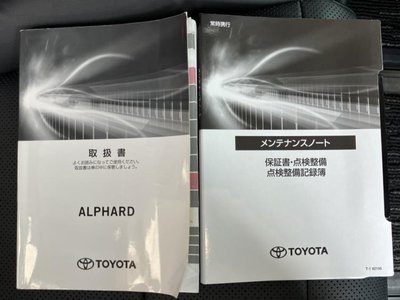 取扱書
よくお読みになってご使用ください。
取扱書は車の中に保管しましょう。
ALPHARD
TOYOTA
常時携行
メンテナンスノート
保証書・点検整備
点検整備記録簿
TOYOTA